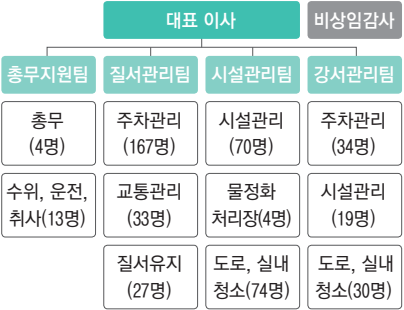 대표 이사
비상임감사
총무지원팀
질서관리팀
시설관리팀
강서관리팀
총무
(4명)
주차관리
(167명)
시설관리
(70명)
주차관리
(34명)
수위, 운전,
취사(13명)
교통관리
(33명)
물정화
처리장(4명)
시설관리
(19명)
질서유지
(27명)
도로, 실내
청소(74명)
도로, 실내
청소(30명)